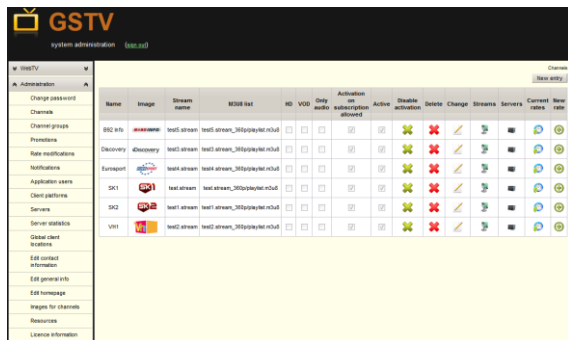 GSTV
system administration (sign out)
WebTV
Administration
Change password
Channels
Channel groups
Promotions
Rate modifications
Notifications
Application users
Client platforms
Servers
Server statistics
Global client
locations
Edit contact
information
Edit general info
Edit homepage
Images for channels
Resources
Licence information
Channels
New entry
Name Image Stream name M3U8 list HD VOD Only audio Activation on subscription allowed Active Disable activation Delete Change Streams Servers Current rates New rate
B92 Info test5.stream test5.stream_360p/playlist.m3u8
Discovery Discovery test3.stream test3.stream_360p/playlist.m3u8
Eurosport test4.stream test4.stream_360p/playlist.m3u8
SK1 SK1 test.stream test.stream_360p/playlist.m3u8
SK2 SK2 test1.stream test1.stream_360p/playlist.m3u8
VH1 test2.stream test2.stream_360p/playlist.m3u8